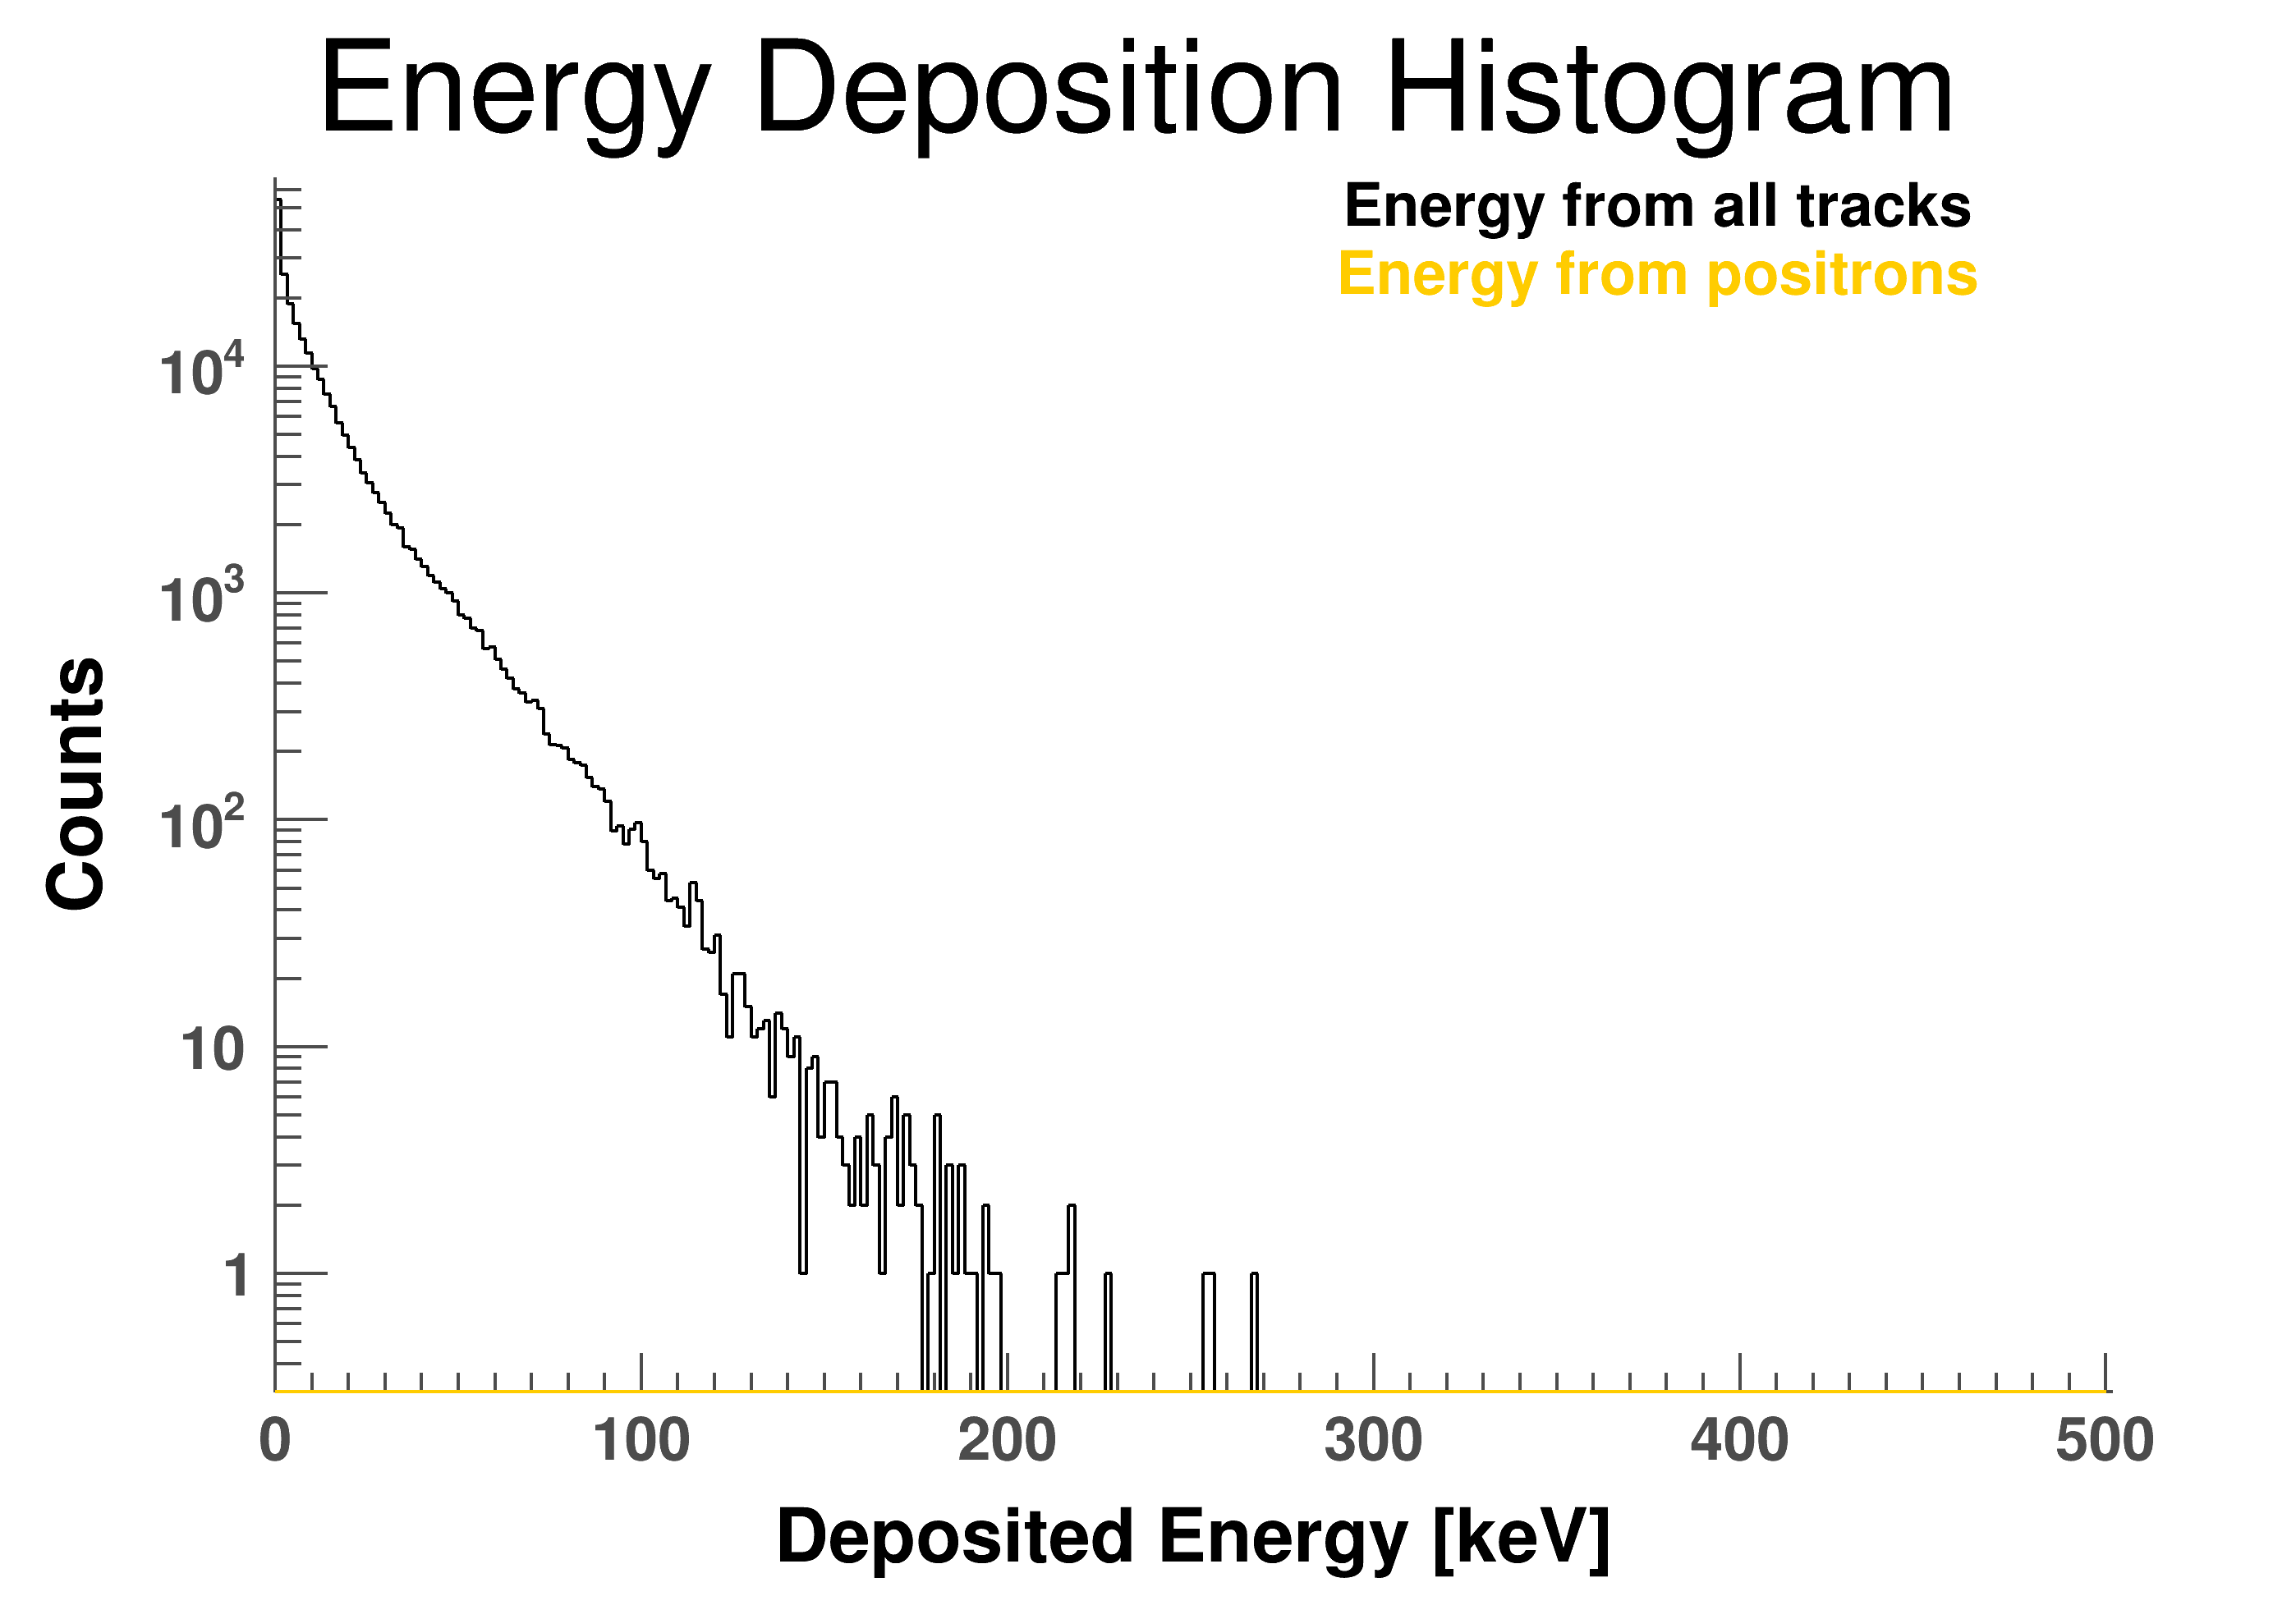 Energy Deposition Histogram
Energy from all tracks
Energy from positrons
10⁴
10³
10²
10
1
Counts
0 100 200 300 400 500
Deposited Energy [keV]